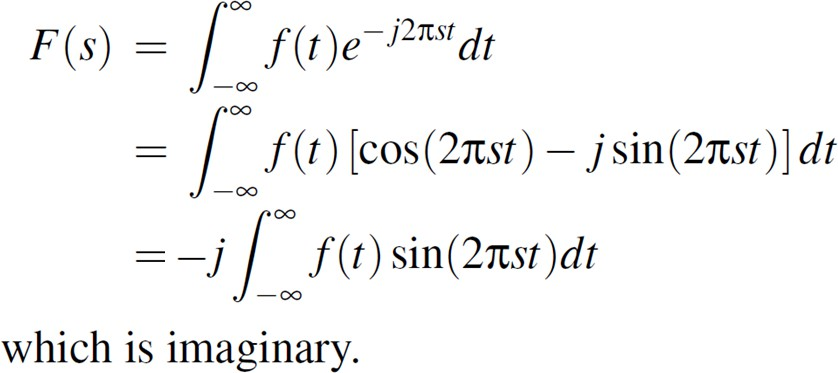 F(s) = ∫_{-∞}^{∞} f(t)e^{-j2πst}dt
= ∫_{-∞}^{∞} f(t)[cos(2πst) − j sin(2πst)]dt
= −j∫_{-∞}^{∞} f(t) sin(2πst)dt
which is imaginary.